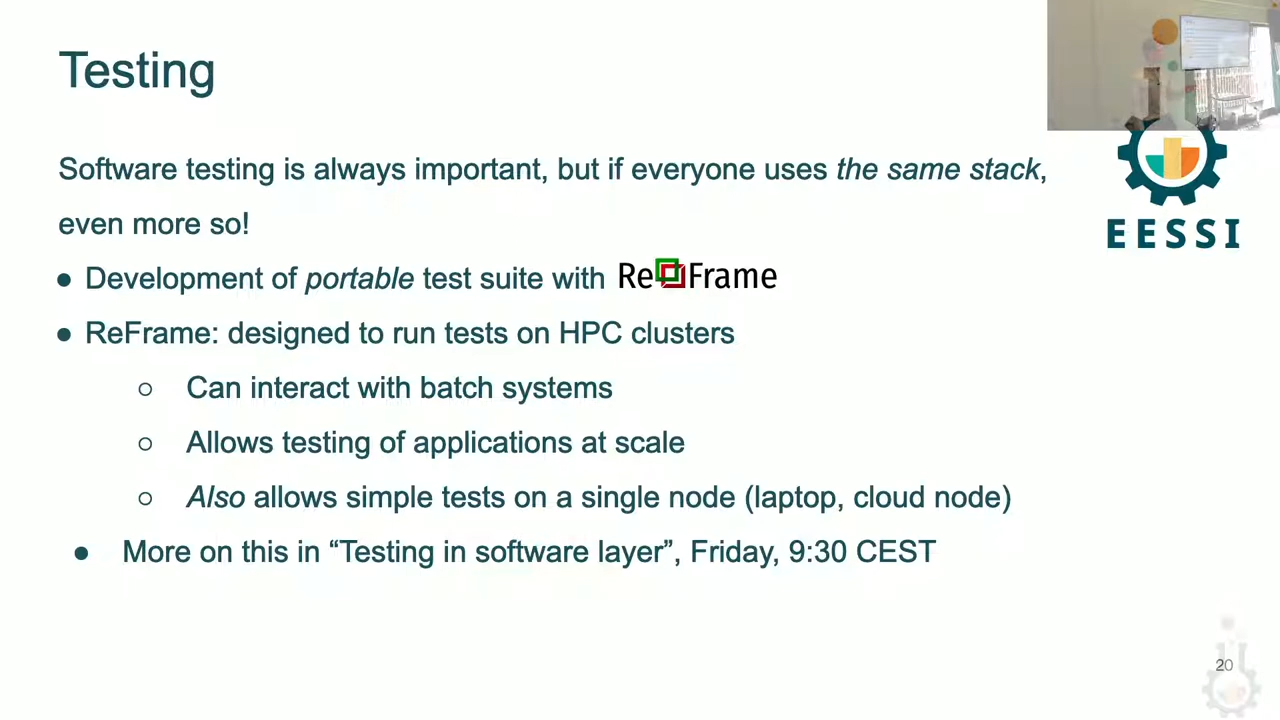 Testing
Software testing is always important, but if everyone uses the same stack,
even more so!
● Development of portable test suite with ReFrame
● ReFrame: designed to run tests on HPC clusters
○ Can interact with batch systems
○ Allows testing of applications at scale
○ Also allows simple tests on a single node (laptop, cloud node)
● More on this in “Testing in software layer”, Friday, 9:30 CEST
EESSI
20